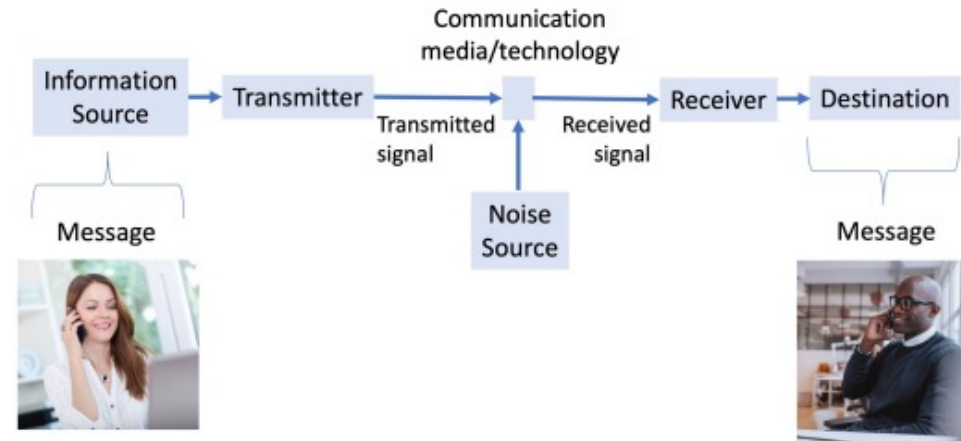 Communication
media/technology
Information
Source
Transmitter
Transmitted
signal
Received
signal
Receiver
Destination
Noise
Source
Message
Message